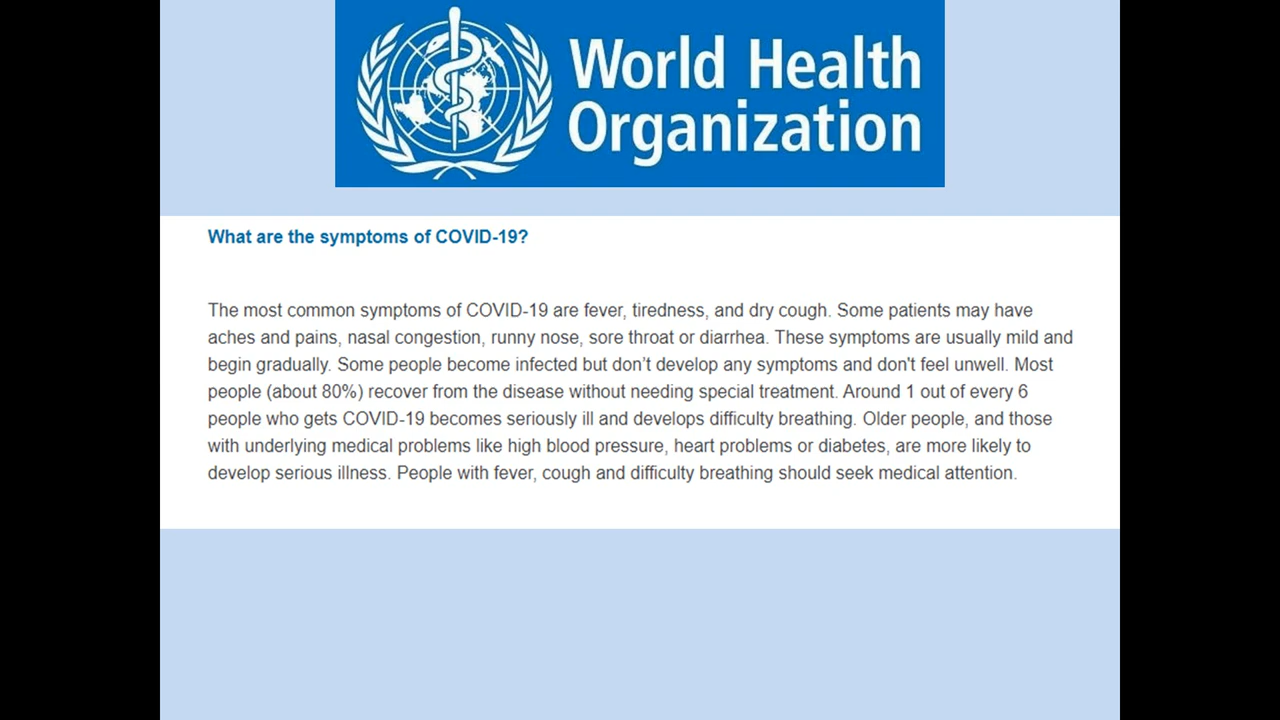 World Health
Organization
What are the symptoms of COVID-19?
The most common symptoms of COVID-19 are fever, tiredness, and dry cough. Some patients may have
aches and pains, nasal congestion, runny nose, sore throat or diarrhea. These symptoms are usually mild and
begin gradually. Some people become infected but don’t develop any symptoms and don't feel unwell. Most
people (about 80%) recover from the disease without needing special treatment. Around 1 out of every 6
people who gets COVID-19 becomes seriously ill and develops difficulty breathing. Older people, and those
with underlying medical problems like high blood pressure, heart problems or diabetes, are more likely to
develop serious illness. People with fever, cough and difficulty breathing should seek medical attention.